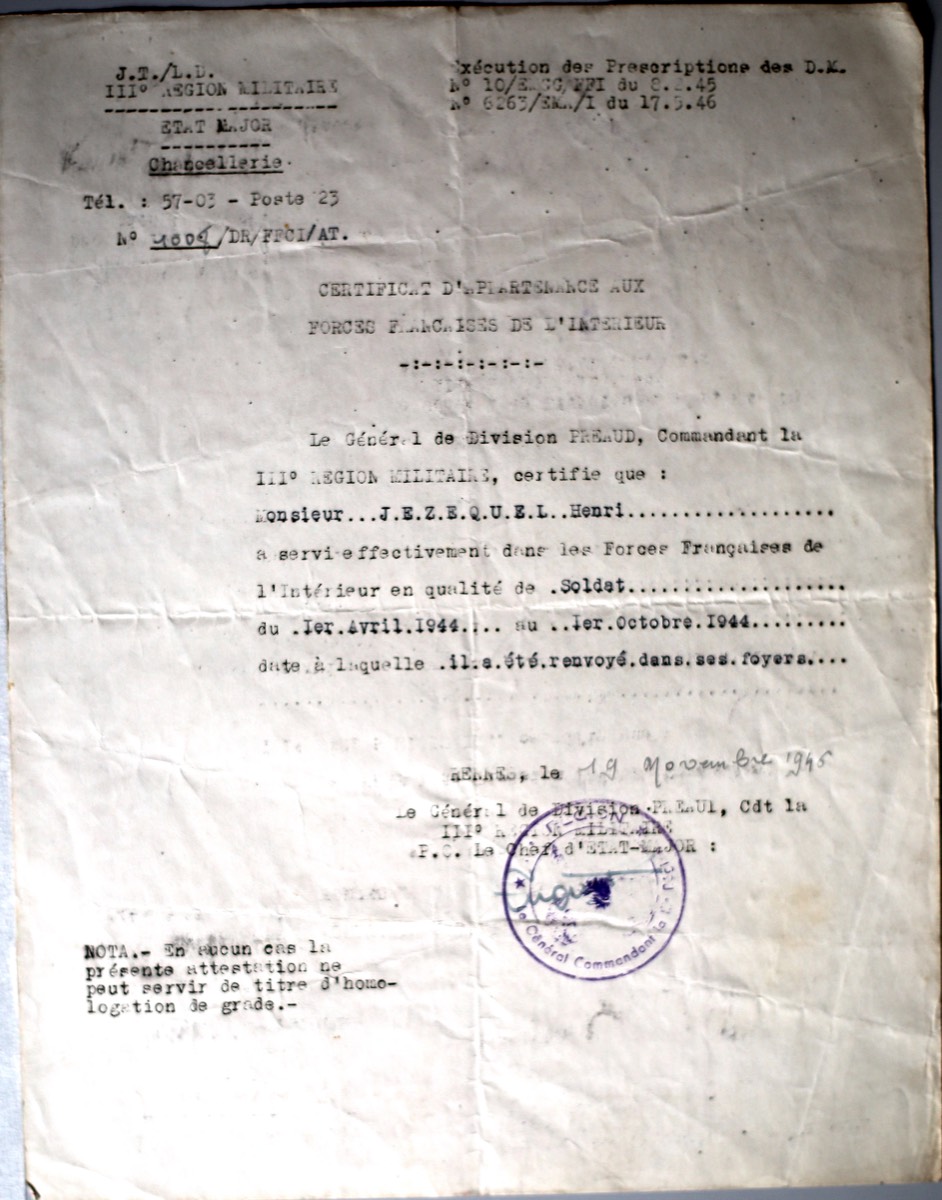 J.T./L.D.
III° REGION MILITAIRE
ETAT MAJOR
Chancellerie.
Tél. : 57-03 - Poste 23
N° /DR/FFCI/AT.
Exécution des Prescriptions des D.M.
N° 10/EMGG/FFI du 8.2.45
N° 6263/EMA/I du 17.5.46
CERTIFICAT D'APPARTENANCE AUX
FORCES FRANCAISES DE L'INTERIEUR
-:-:-:-:-:-:-
Le Général de Division PREAUD, Commandant la
III° REGION MILITAIRE, certifie que :
Monsieur...J.E.Z.E.Q.U.E.L..Henri...................
a servi effectivement dans les Forces Françaises de
l'Intérieur en qualité de .Soldat....................
du .1er.Avril.1944.... au ..1er.Octobre.1944.........
date à laquelle .il.a.été.renvoyé.dans.ses.foyers....
RENNES, le 19 Novembre
Le Général de Division PREAUD, Cdt la
III° REGION MILITAIRE
P.O. Le Chef d'ETAT-MAJOR :
Le Général Commandant la
NOTA.- En aucun cas la
présente attestation ne
peut servir de titre d'homo-
logation de grade.-